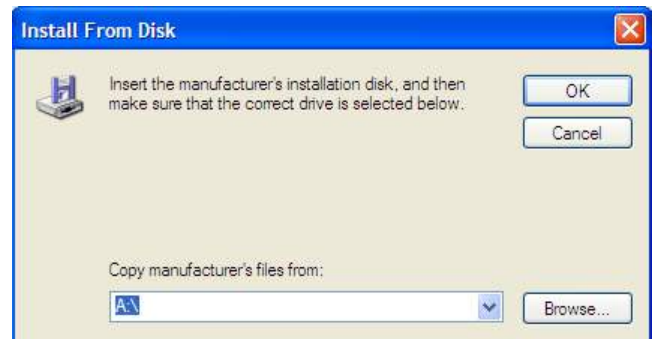 Install From Disk
Insert the manufacturer's installation disk, and then
make sure that the correct drive is selected below.
OK
Cancel
Copy manufacturer's files from:
A:\
Browse...